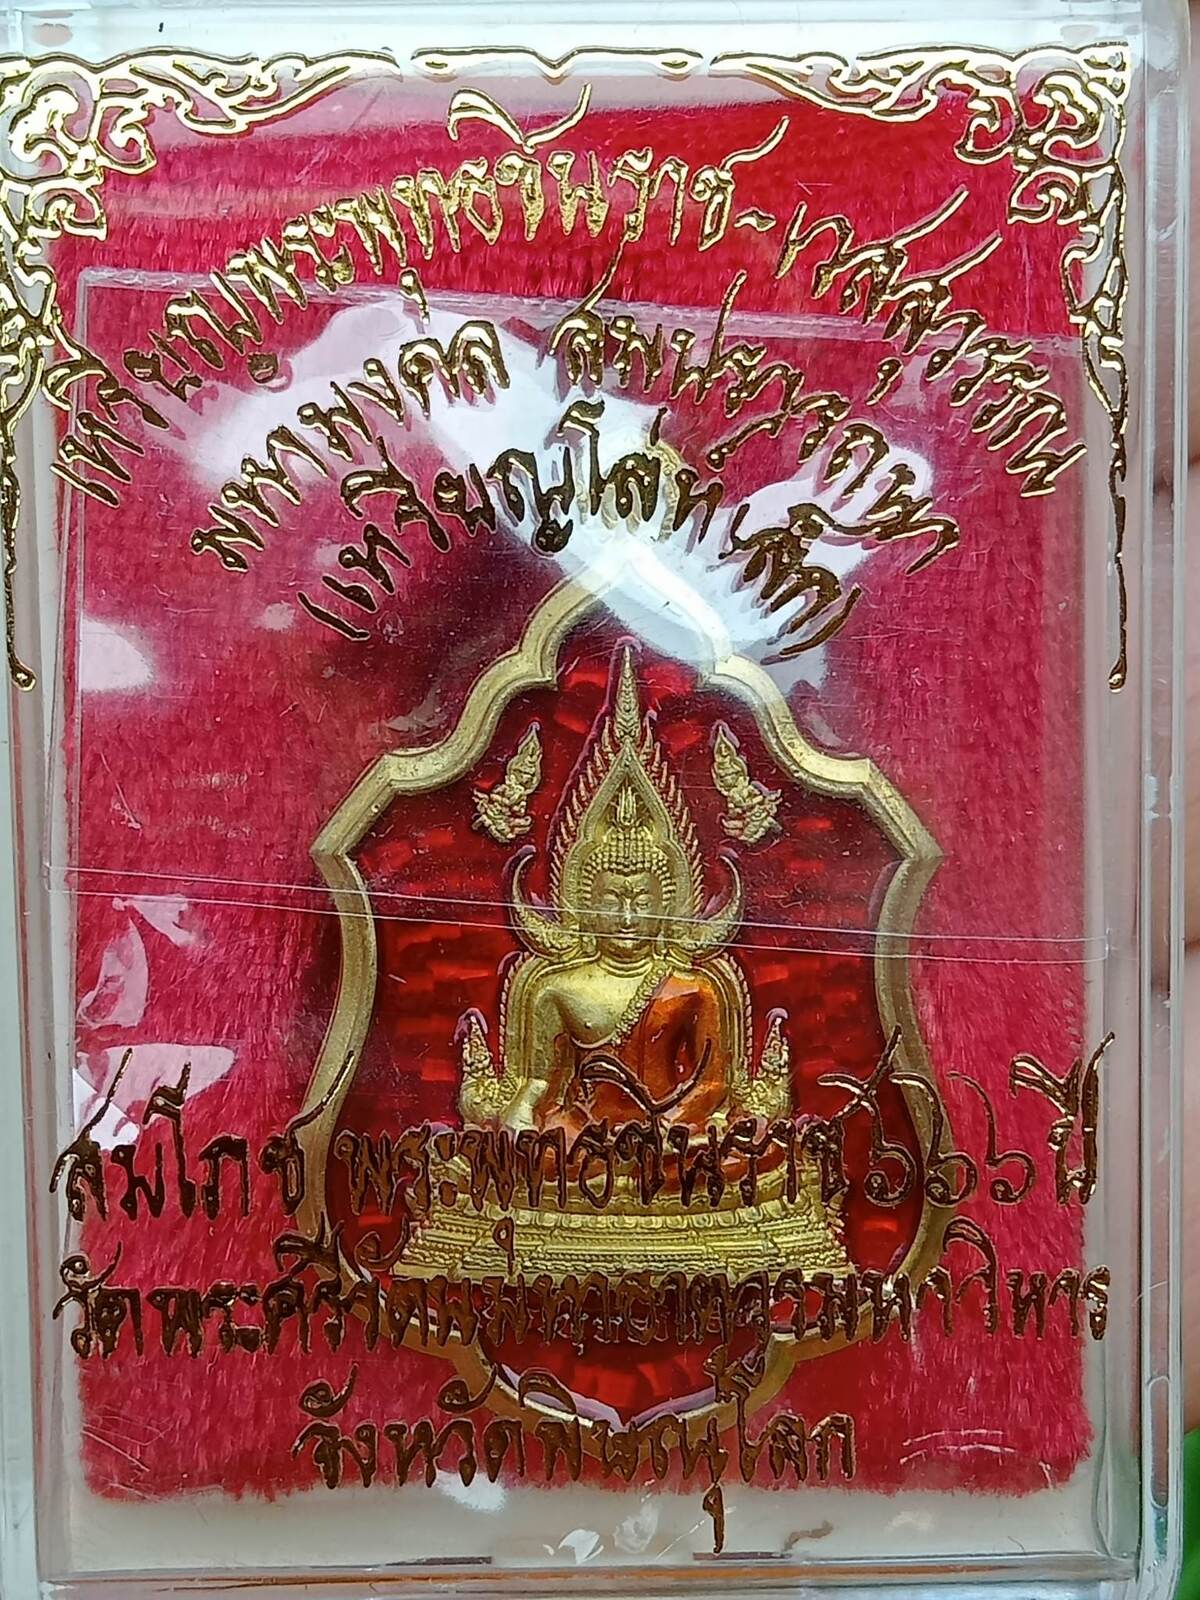 เหรียญพระพุทธชินราช-นวสุวรรณ
มหามงคล สมปรารถนา
(เหรียญโล่ห์เล็ก)
สมโภช พระพุทธชินราช ๖๖๖ ปี
วัดพระศรีรัตนมหาธาตุวรมหาวิหาร
จังหวัดพิษณุโลก